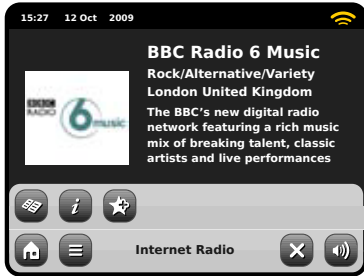 15:27 12 Oct 2009
BBC Radio 6 Music
Rock/Alternative/Variety
London United Kingdom
The BBC's new digital radio
network featuring a rich music
mix of breaking talent, classic
artists and live performances
BBC
RADIO
6
music
i
Internet Radio